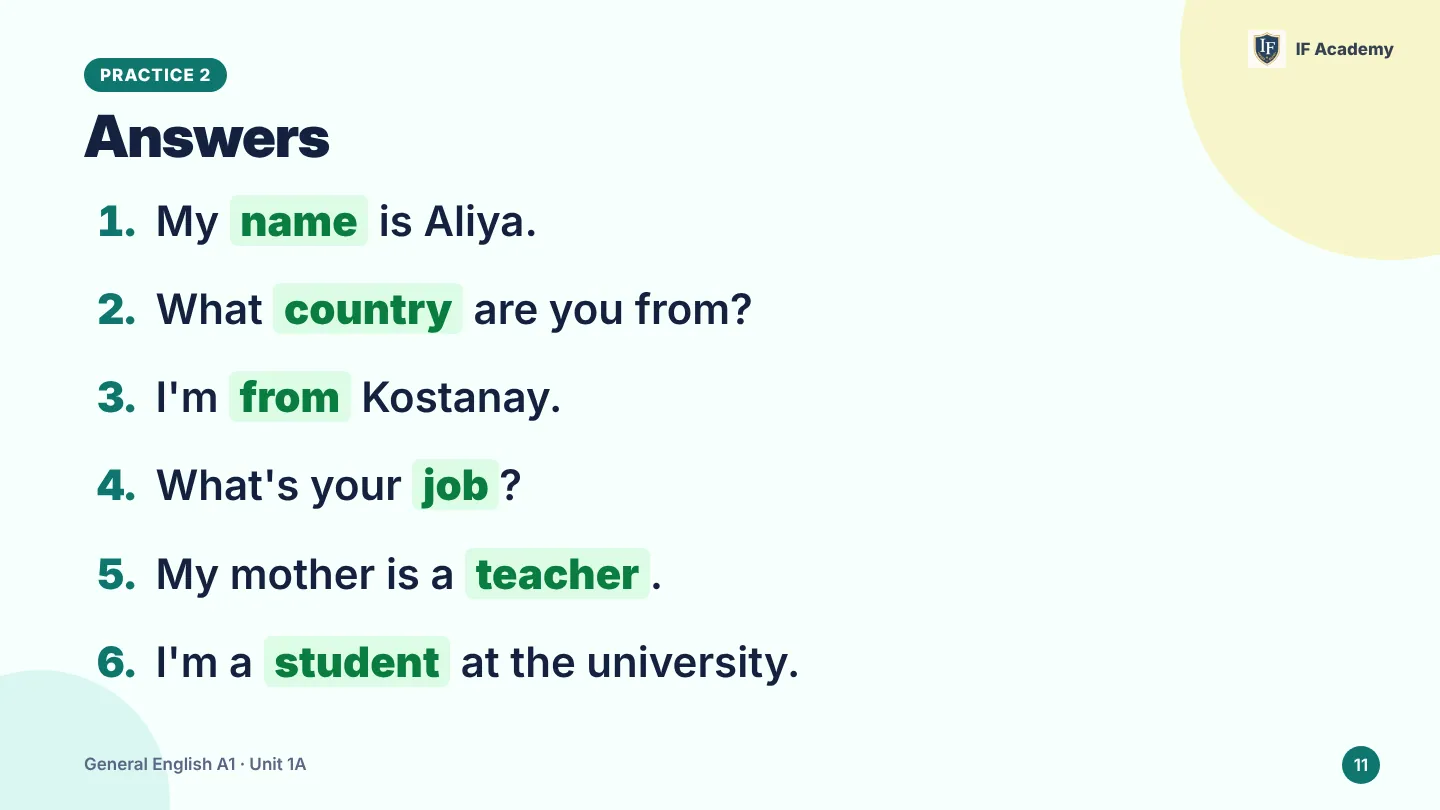 IF
IF Academy
PRACTICE 2
Answers
1. My name is Aliya.
2. What country are you from?
3. I'm from Kostanay.
4. What's your job?
5. My mother is a teacher.
6. I'm a student at the university.
General English A1 · Unit 1A
11